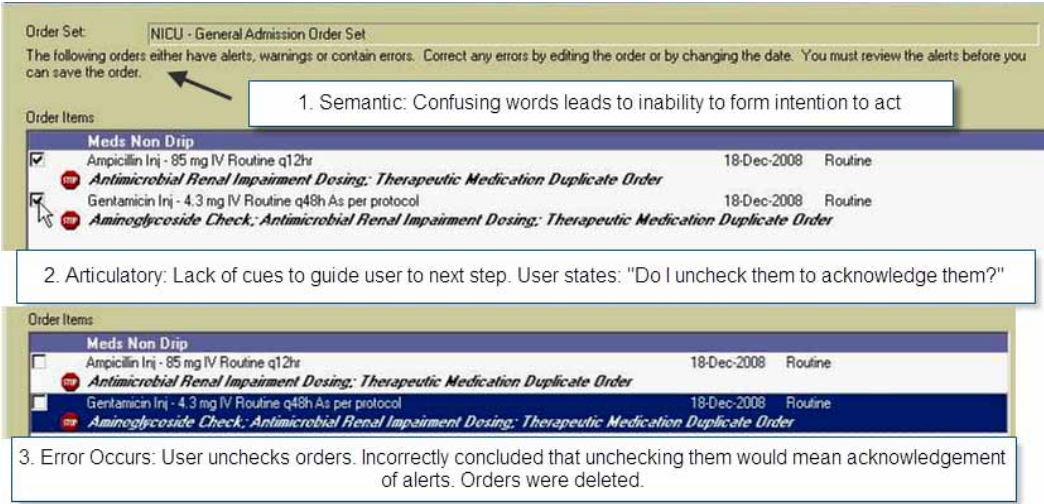 Order Set: NICU - General Admission Order Set
The following orders either have alerts, warnings or contain errors. Correct any errors by editing the order or by changing the date. You must review the alerts before you
can save the order.
1. Semantic: Confusing words leads to inability to form intention to act
Order Items
Meds Non Drip
Ampicillin Inj - 85 mg IV Routine q12hr 18-Dec-2008 Routine
STOP Antimicrobial Renal Impairment Dosing; Therapeutic Medication Duplicate Order
Gentamicin Inj - 4.3 mg IV Routine q48h As per protocol 18-Dec-2008 Routine
STOP Aminoglycoside Check; Antimicrobial Renal Impairment Dosing; Therapeutic Medication Duplicate Order
2. Articulatory: Lack of cues to guide user to next step. User states: "Do I uncheck them to acknowledge them?"
Order Items
Meds Non Drip
Ampicillin Inj - 85 mg IV Routine q12hr 18-Dec-2008 Routine
STOP Antimicrobial Renal Impairment Dosing; Therapeutic Medication Duplicate Order
Gentamicin Inj - 4.3 mg IV Routine q48h As per protocol 18-Dec-2008 Routine
STOP Aminoglycoside Check; Antimicrobial Renal Impairment Dosing; Therapeutic Medication Duplicate Order
3. Error Occurs: User unchecks orders. Incorrectly concluded that unchecking them would mean acknowledgement
of alerts. Orders were deleted.